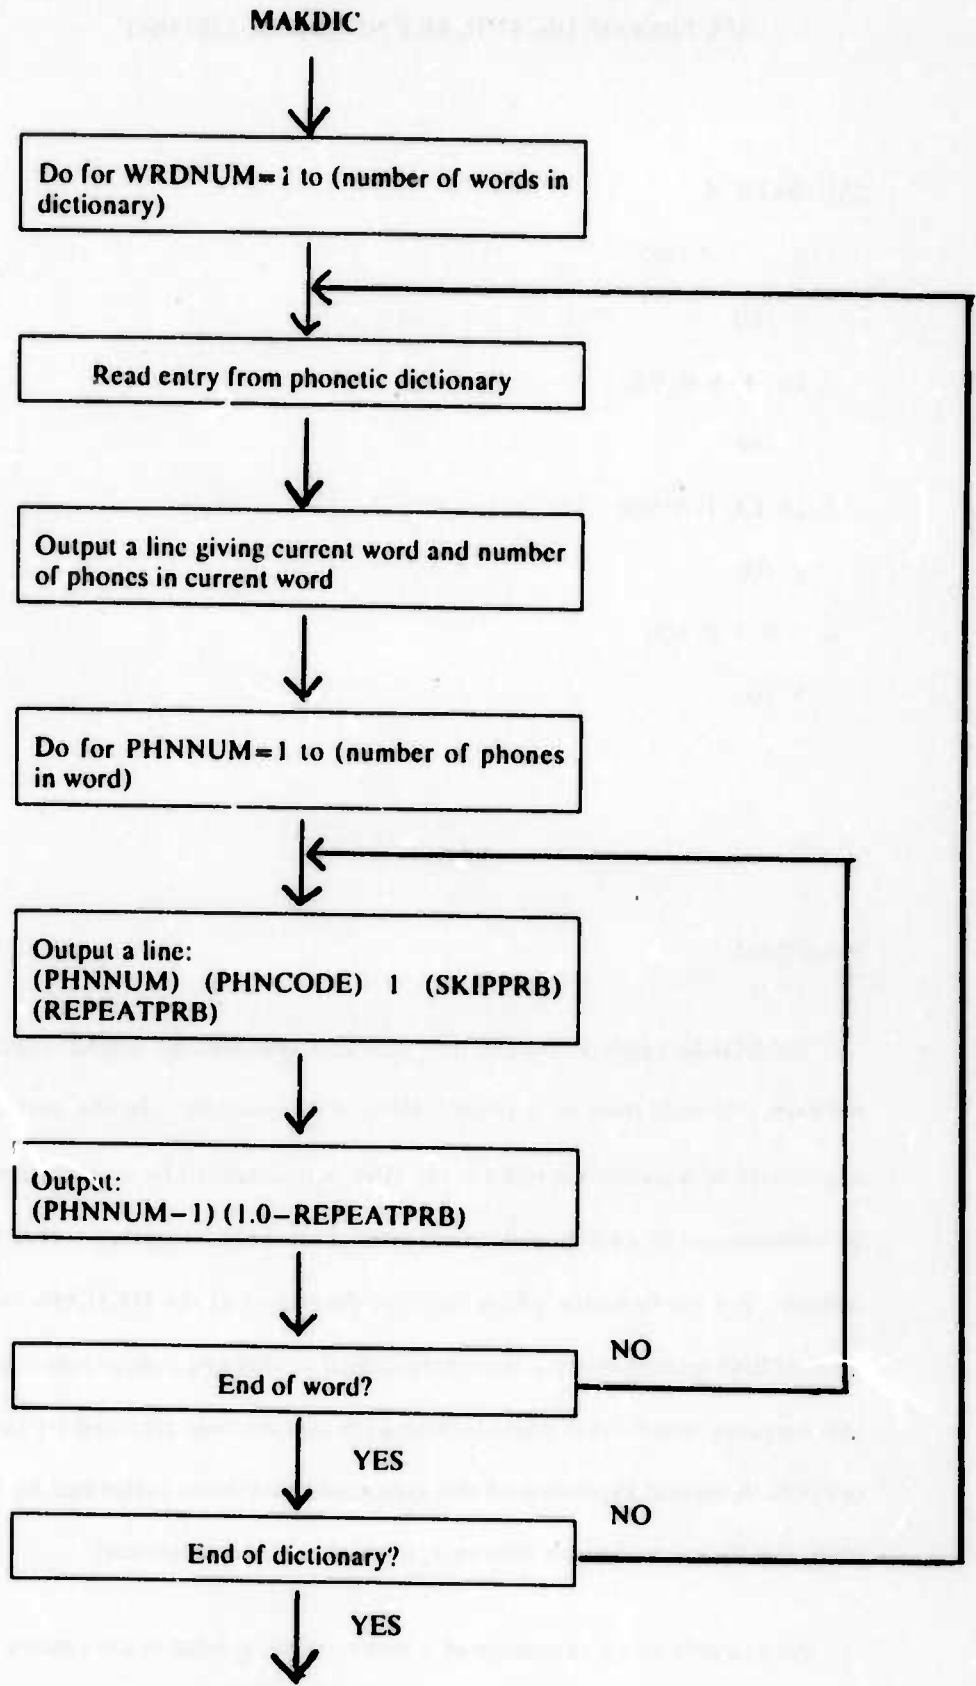 MAKDIC
Do for WRDNUM=1 to (number of words in
dictionary)
Read entry from phonetic dictionary
Output a line giving current word and number
of phones in current word
Do for PHNNUM=1 to (number of phones
in word)
Output a line:
(PHNNUM) (PHNCODE) 1 (SKIPPRB)
(REPEATPRB)
Output:
(PHNNUM-1) (1.0-REPEATPRB)
End of word?
NO
YES
End of dictionary?
NO
YES